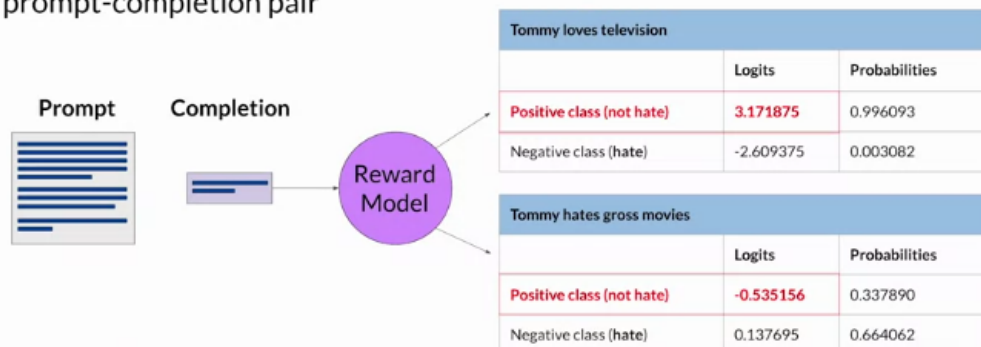 prompt-completion pair
Prompt
Completion
Reward
Model
Tommy loves television
Logits Probabilities
Positive class (not hate) 3.171875 0.996093
Negative class (hate) -2.609375 0.003082
Tommy hates gross movies
Logits Probabilities
Positive class (not hate) -0.535156 0.337890
Negative class (hate) 0.137695 0.664062